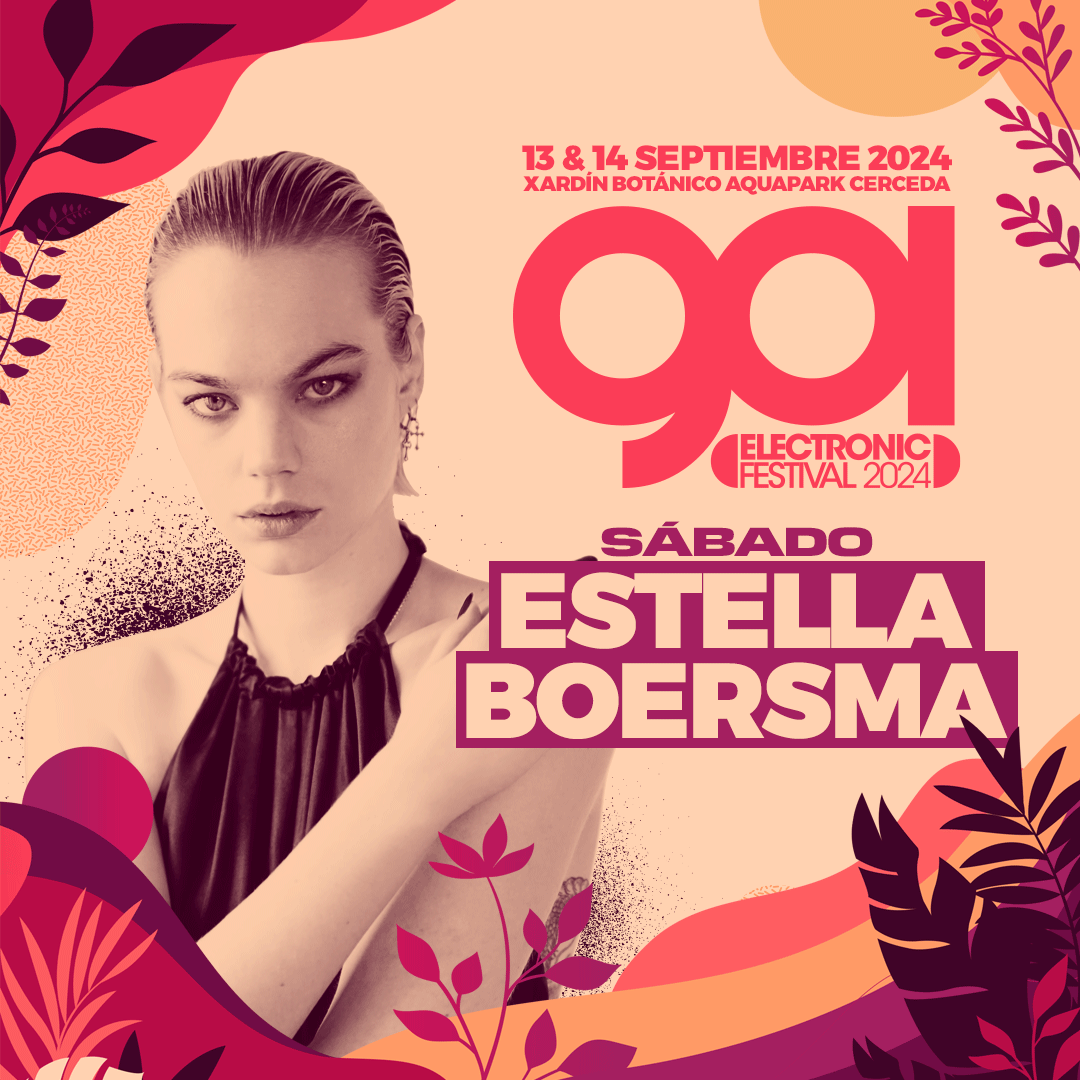 13 & 14 SEPTIEMBRE 2024
XARDÍN BOTÁNICO AQUAPARK CERCEDA
gai
ELECTRONIC
FESTIVAL 2024
SÁBADO
ESTELLA
BOERSMA